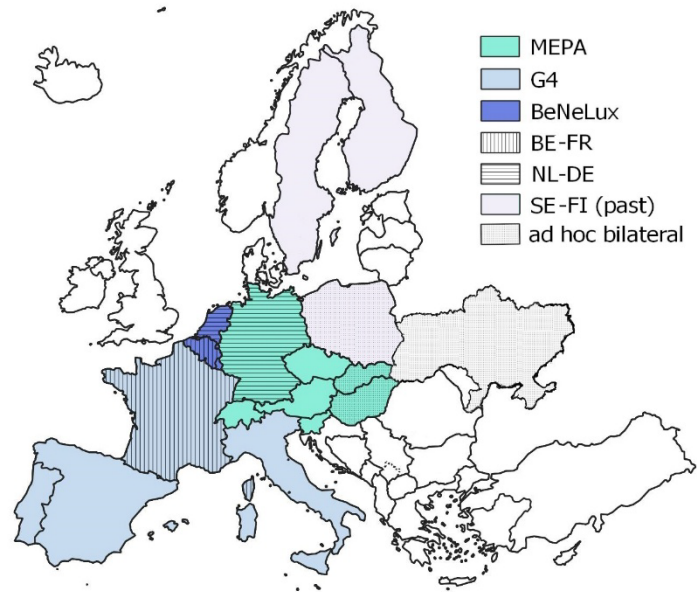 MEPA
G4
BeNeLux
BE-FR
NL-DE
SE-FI (past)
ad hoc bilateral